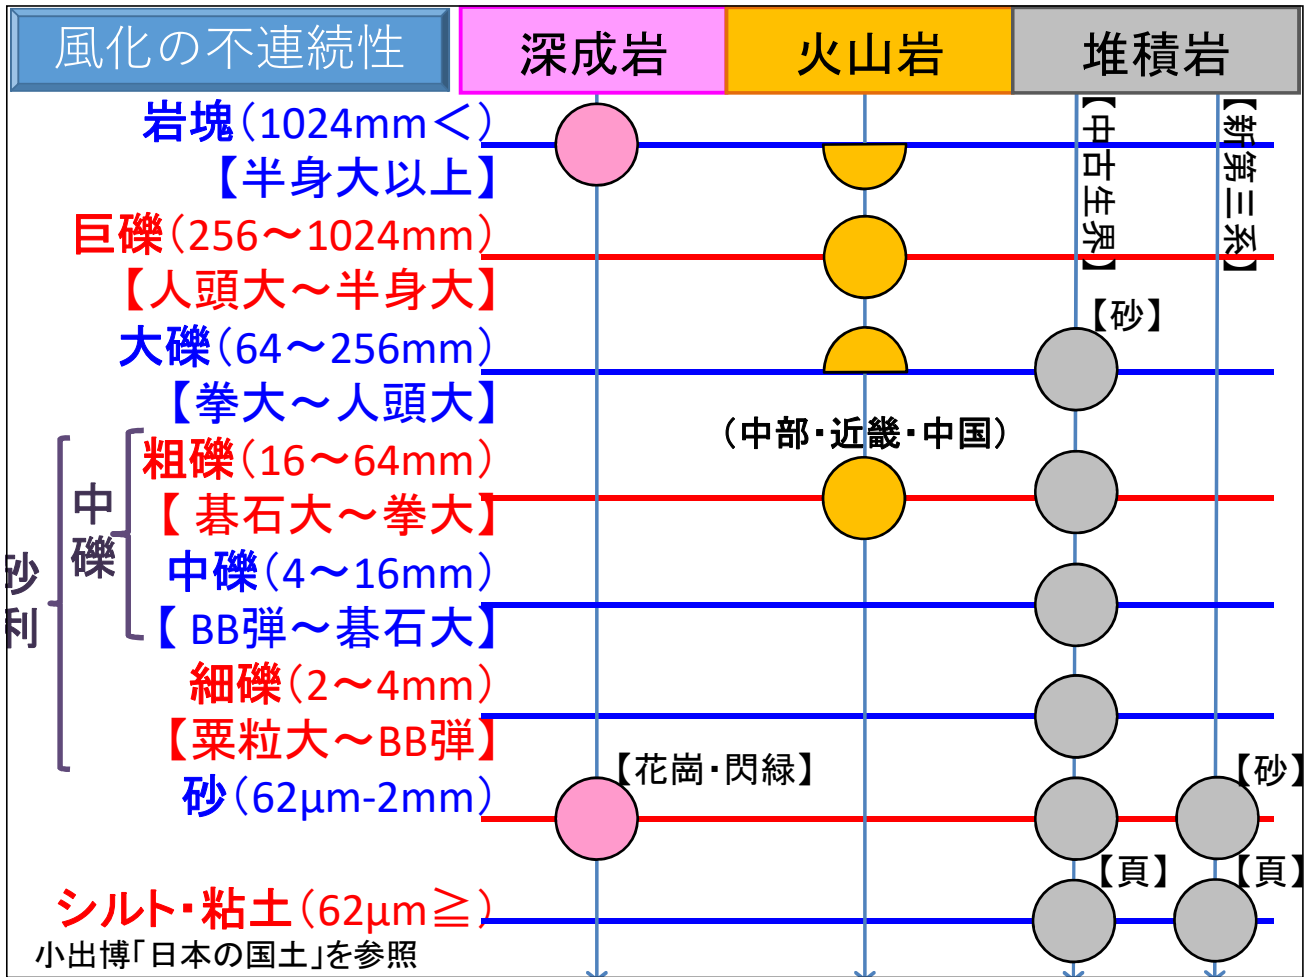 風化の不連続性
深成岩
火山岩
堆積岩
【中古生界】
【新第三系】
岩塊(1024mm＜)
【半身大以上】
巨礫(256～1024mm)
【人頭大～半身大】
【砂】
大礫(64～256mm)
【拳大～人頭大】
(中部・近畿・中国)
砂利
中礫
粗礫(16～64mm)
【 碁石大～拳大】
中礫(4～16mm)
【 BB弾～碁石大】
細礫(2～4mm)
【粟粒大～BB弾】
【花崗・閃緑】
【砂】
砂(62μm-2mm)
【頁】
【頁】
シルト・粘土(62μm≧)
小出博「日本の国土」を参照